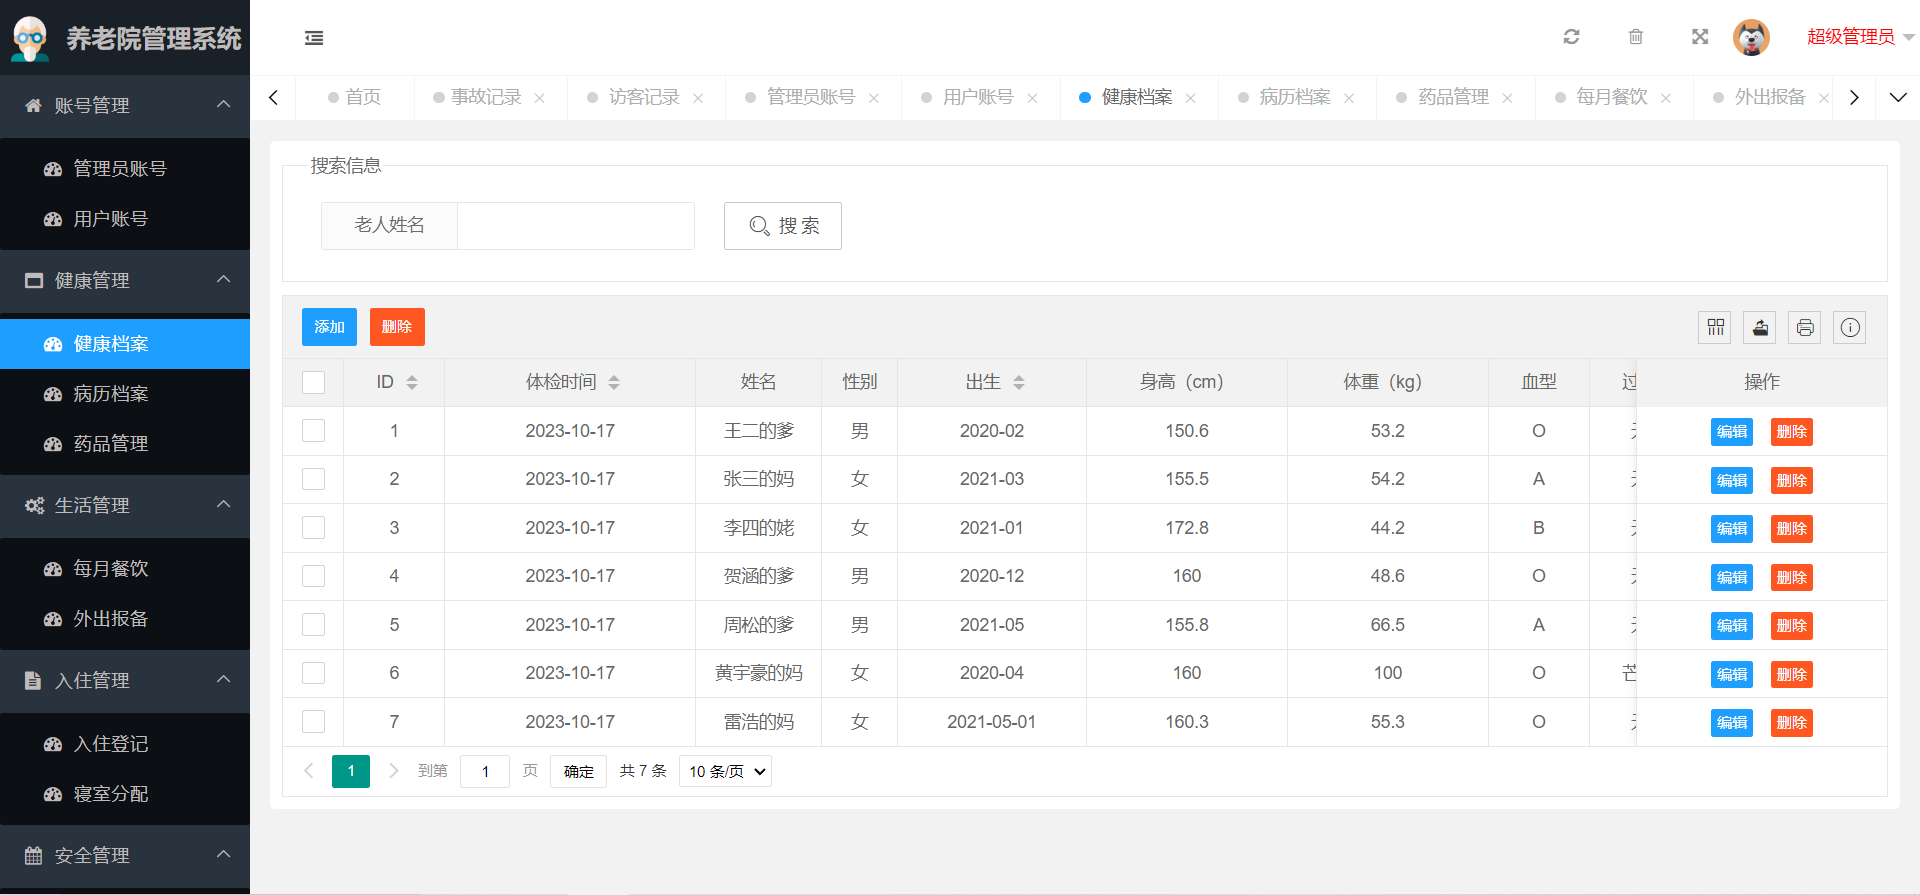 养老院管理系统
超级管理员
首页 事故记录 访客记录 管理员账号 用户账号 健康档案 病历档案 药品管理 每月餐饮 外出报备
账号管理
管理员账号
用户账号
健康管理
健康档案
病历档案
药品管理
生活管理
每月餐饮
外出报备
入住管理
入住登记
寝室分配
安全管理
搜索信息
老人姓名 搜 索
添加 删除
ID 体检时间 姓名 性别 出生 身高（cm） 体重（kg） 血型 过 操作
1 2023-10-17 王二的爹 男 2020-02 150.6 53.2 O 编辑 删除
2 2023-10-17 张三的妈 女 2021-03 155.5 54.2 A 编辑 删除
3 2023-10-17 李四的姥 女 2021-01 172.8 44.2 B 编辑 删除
4 2023-10-17 贺涵的爹 男 2020-12 160 48.6 O 编辑 删除
5 2023-10-17 周松的爹 男 2021-05 155.8 66.5 A 编辑 删除
6 2023-10-17 黄宇豪的妈 女 2020-04 160 100 O 芒 编辑 删除
7 2023-10-17 雷浩的妈 女 2021-05-01 160.3 55.3 O 编辑 删除
1 到第 1 页 确定 共 7 条 10 条/页